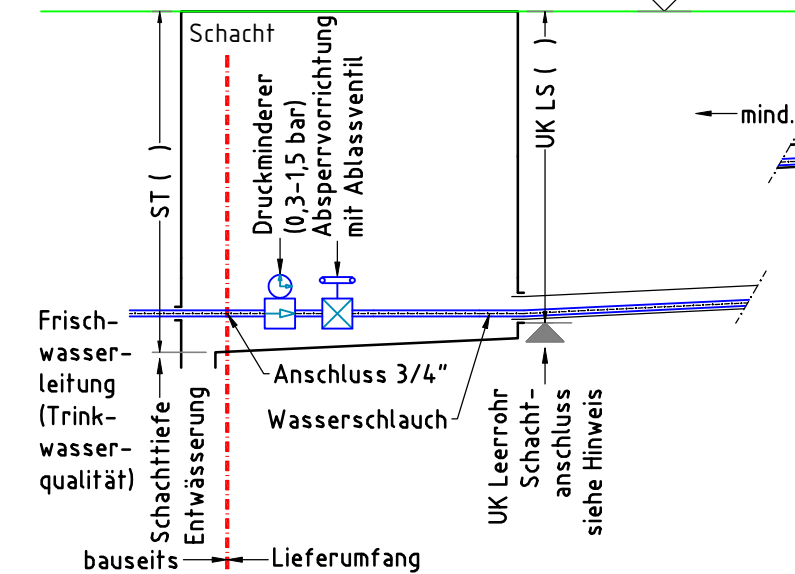 Schacht
ST (   )
Druckminderer
(0,3-1,5 bar)
Absperrvorrichtung
mit Ablassventil
UK LS (   )
mind.
Frisch-
wasser-
leitung
(Trink-
wasser-
qualität)
Schachttiefe
Entwässerung
Anschluss 3/4"
Wasserschlauch
UK Leerrohr
Schacht-
anschluss
siehe Hinweis
bauseits
Lieferumfang